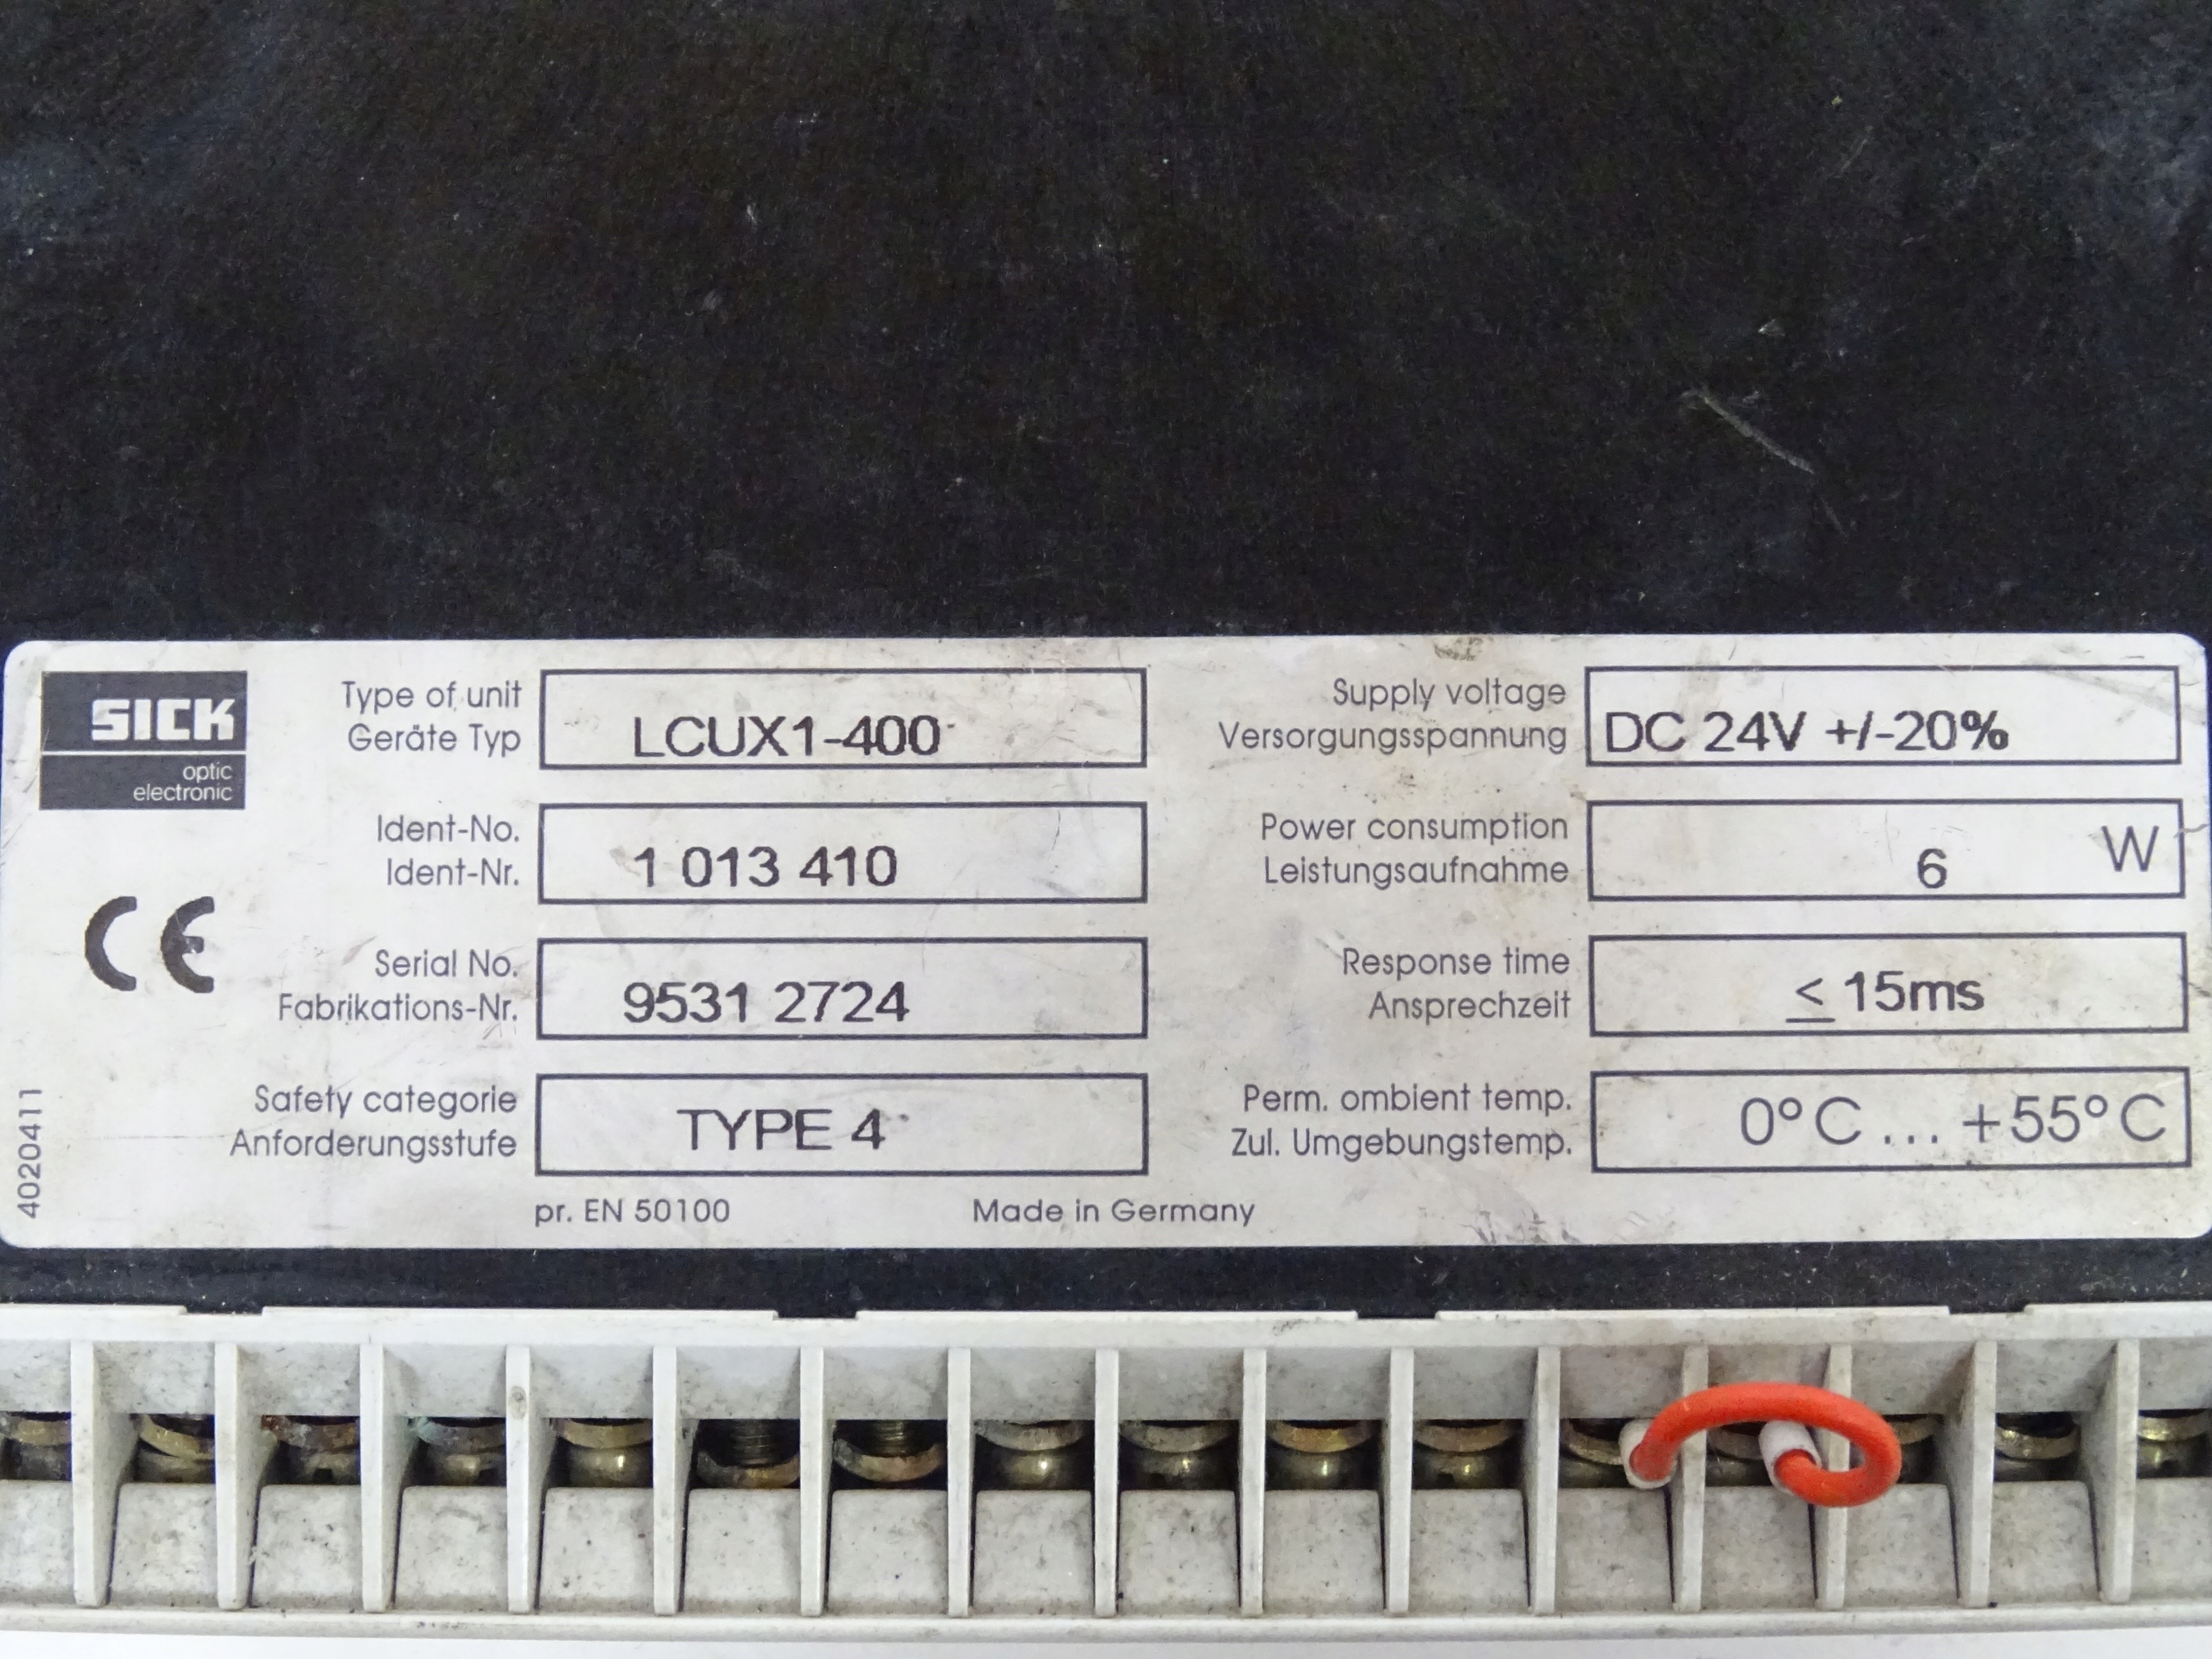 SICK
optic
electronic
Type of unit
Geräte Typ
LCUX1-400
Supply voltage
Versorgungsspannung
DC 24V +/-20%
Ident-No.
Ident-Nr.
1 013 410
Power consumption
Leistungsaufnahme
6 W
CE
Serial No.
Fabrikations-Nr.
9531 2724
Response time
Ansprechzeit
≤ 15ms
Safety categorie
Anforderungsstufe
TYPE 4
Perm. ambient temp.
Zul. Umgebungstemp.
0°C ... +55°C
4020411
pr. EN 50100
Made in Germany